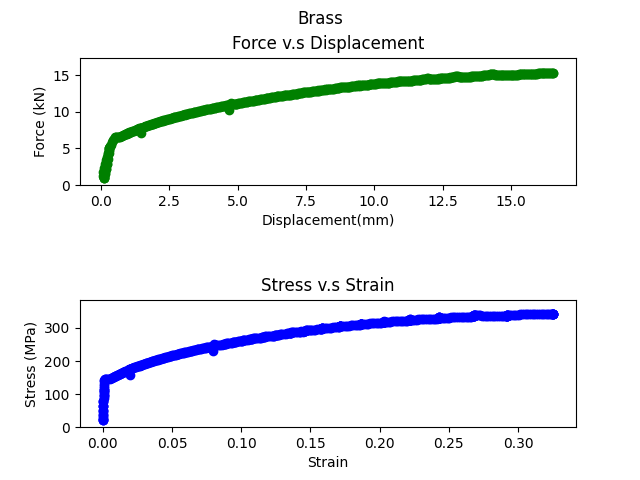 Brass
Force v.s Displacement
Force (kN)
15
10
5
0
0.0 2.5 5.0 7.5 10.0 12.5 15.0
Displacement(mm)
Stress v.s Strain
Stress (MPa)
300
200
100
0
0.00 0.05 0.10 0.15 0.20 0.25 0.30
Strain